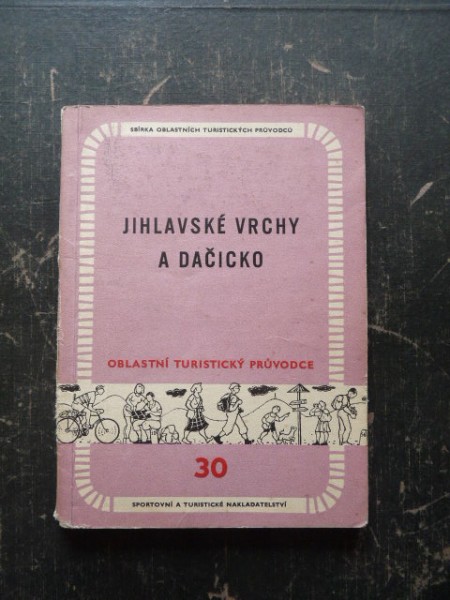 SBÍRKA OBLASTNÍCH TURISTICKÝCH PRŮVODCŮ
JIHLAVSKÉ VRCHY
A DAČICKO
OBLASTNÍ TURISTICKÝ PRŮVODCE
30
SPORTOVNÍ A TURISTICKÉ NAKLADATELSTVÍ